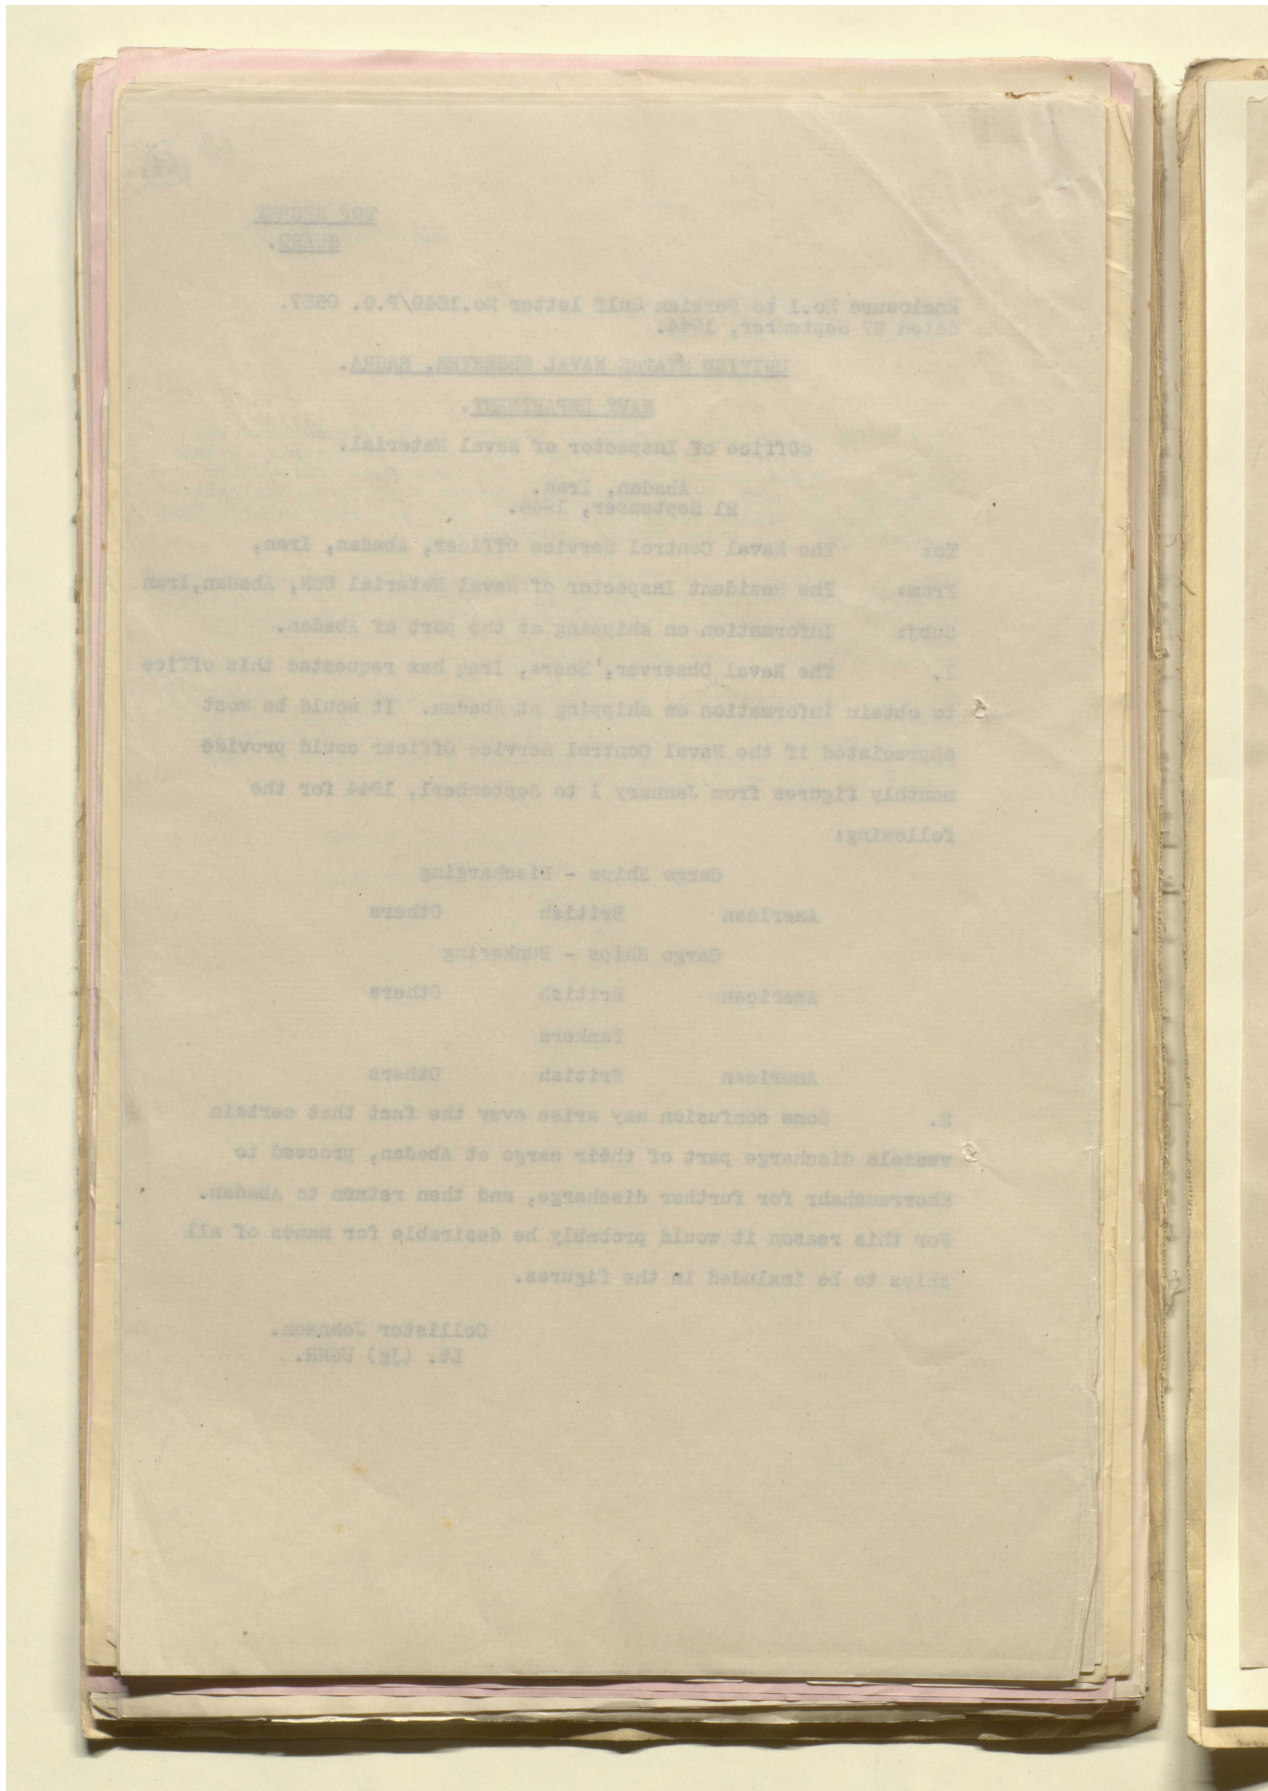 TOP SECRET
GUARD.
Enclosure No.1 to Persian Gulf letter No.1649/P.G. 0557.
dated 27 September, 1944.
UNITED STATES NAVAL OBSERVER, BASRA.
NAVY DEPARTMENT.
Office of Inspector of Naval Material.
Abadan, Iran.
21 September, 1944.
To: The Naval Control Service Officer, Abadan, Iran,
From: The Resident Inspector of Naval Material USN, Abadan,Iran
Subj: Information on shipping at the port of Abadan.
1. The Naval Observer, Basra, Iraq has requested this office
to obtain information on shipping at Abadan. It would be most
appreciated if the Naval Control Service Officer could provide
monthly figures from January 1 to September1, 1944 for the
following:
Cargo Ships - Discharging
American British Others
Cargo Ships - Bunkering
American British Others
Tankers
American British Others
2. Some confusion may arise over the fact that certain
vessels discharge part of their cargo at Abadan, proceed to
Khorramshahr for further discharge, and then return to Abadan.
For this reason it would probably be desirable for names of all
ships to be included in the figures.
Collister Johnson.
Lt. (jg) USNR.